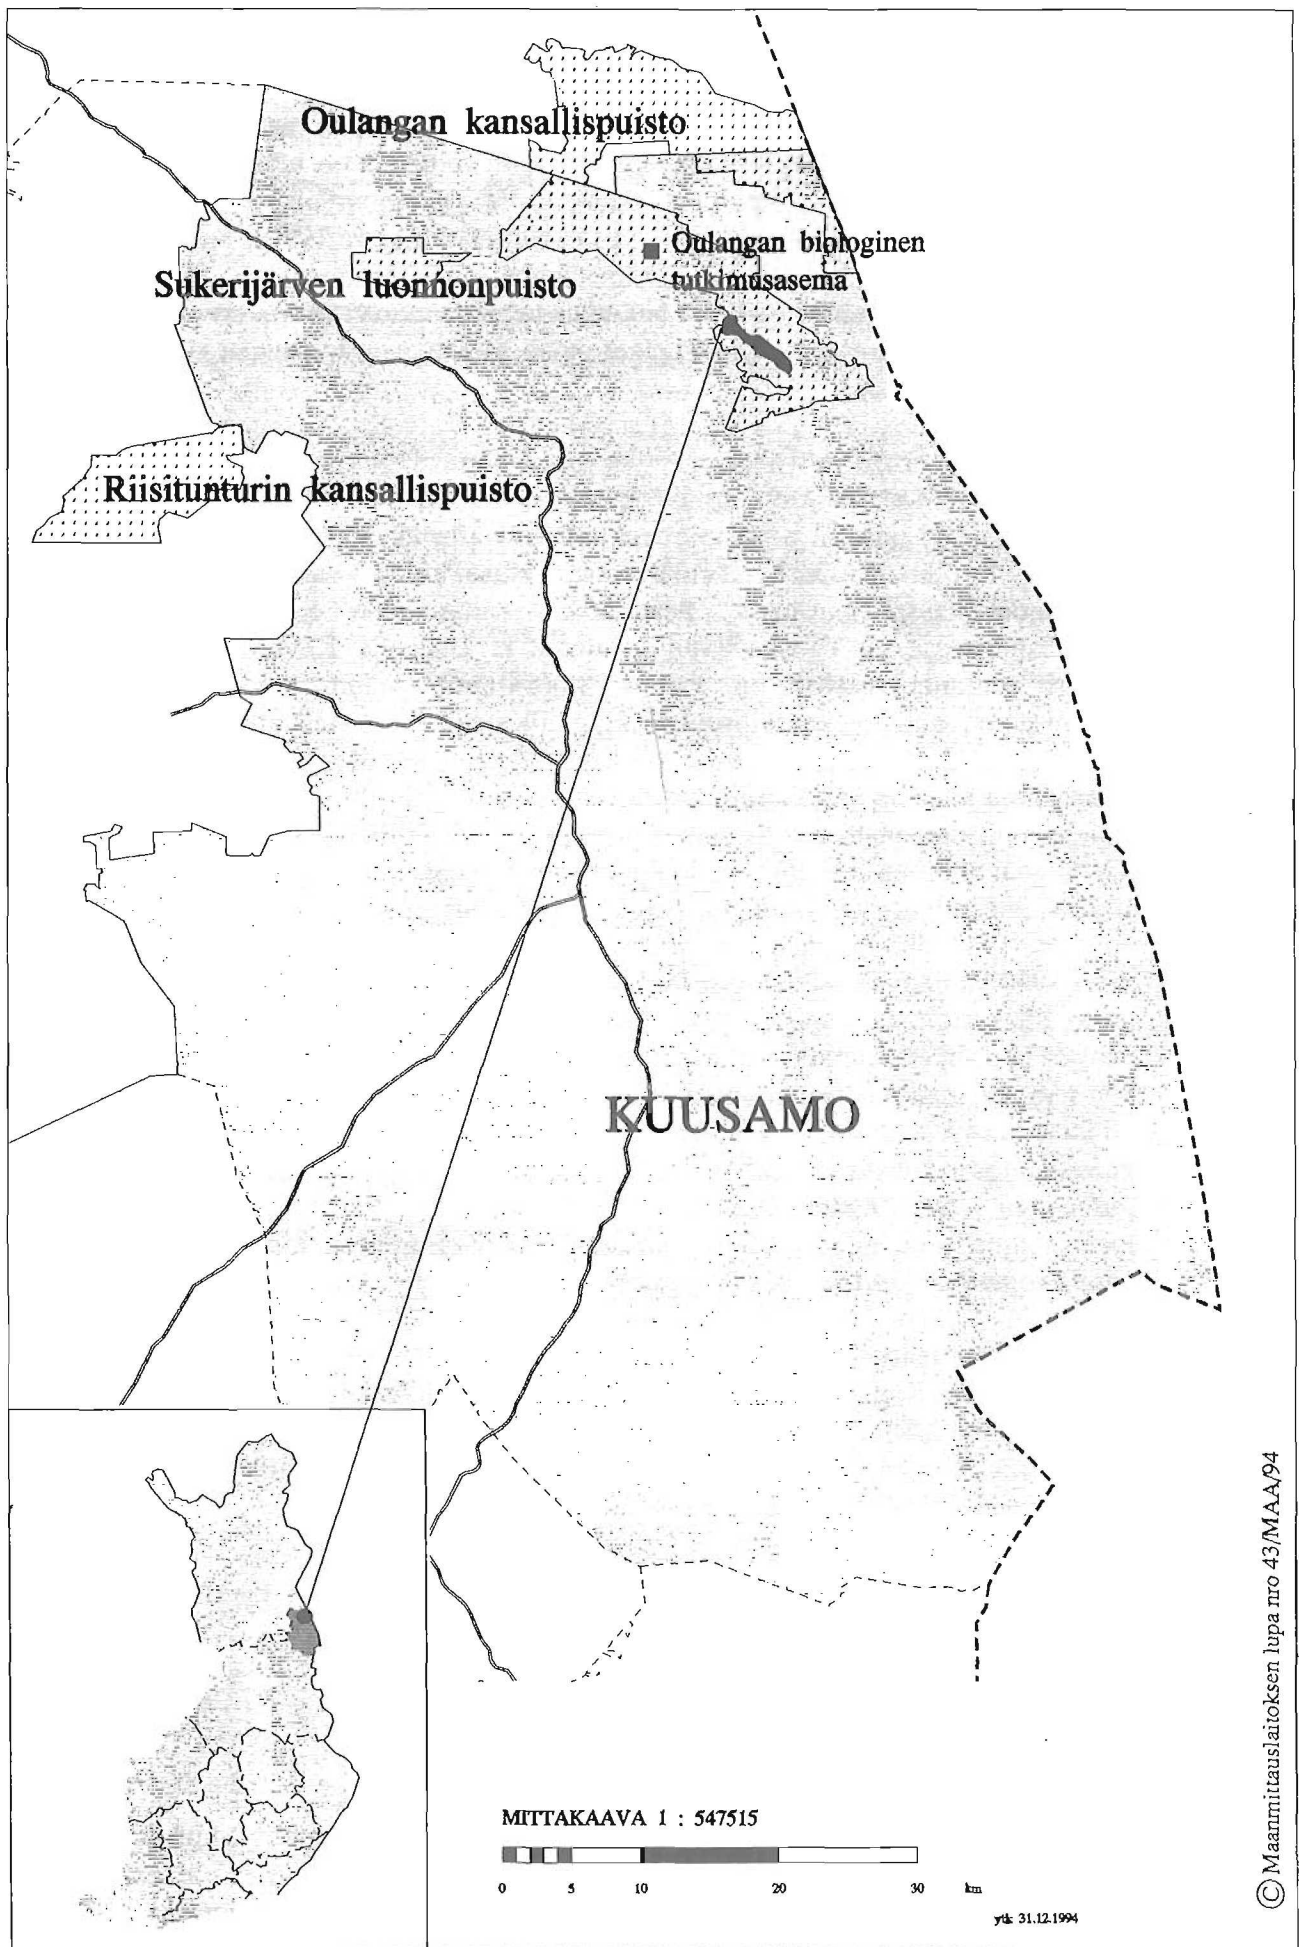 Oulangan kansallispuisto
Oulangan biologinen
tutkimusasema
Sukerijärven luonnonpuisto
Riisitunturin kansallispuisto
KUUSAMO
MITTAKAAVA 1 : 547515
0 5 10 20 30 km
ytk 31.12.1994
© Maanmittauslaitoksen lupa nro 43/MAA/94